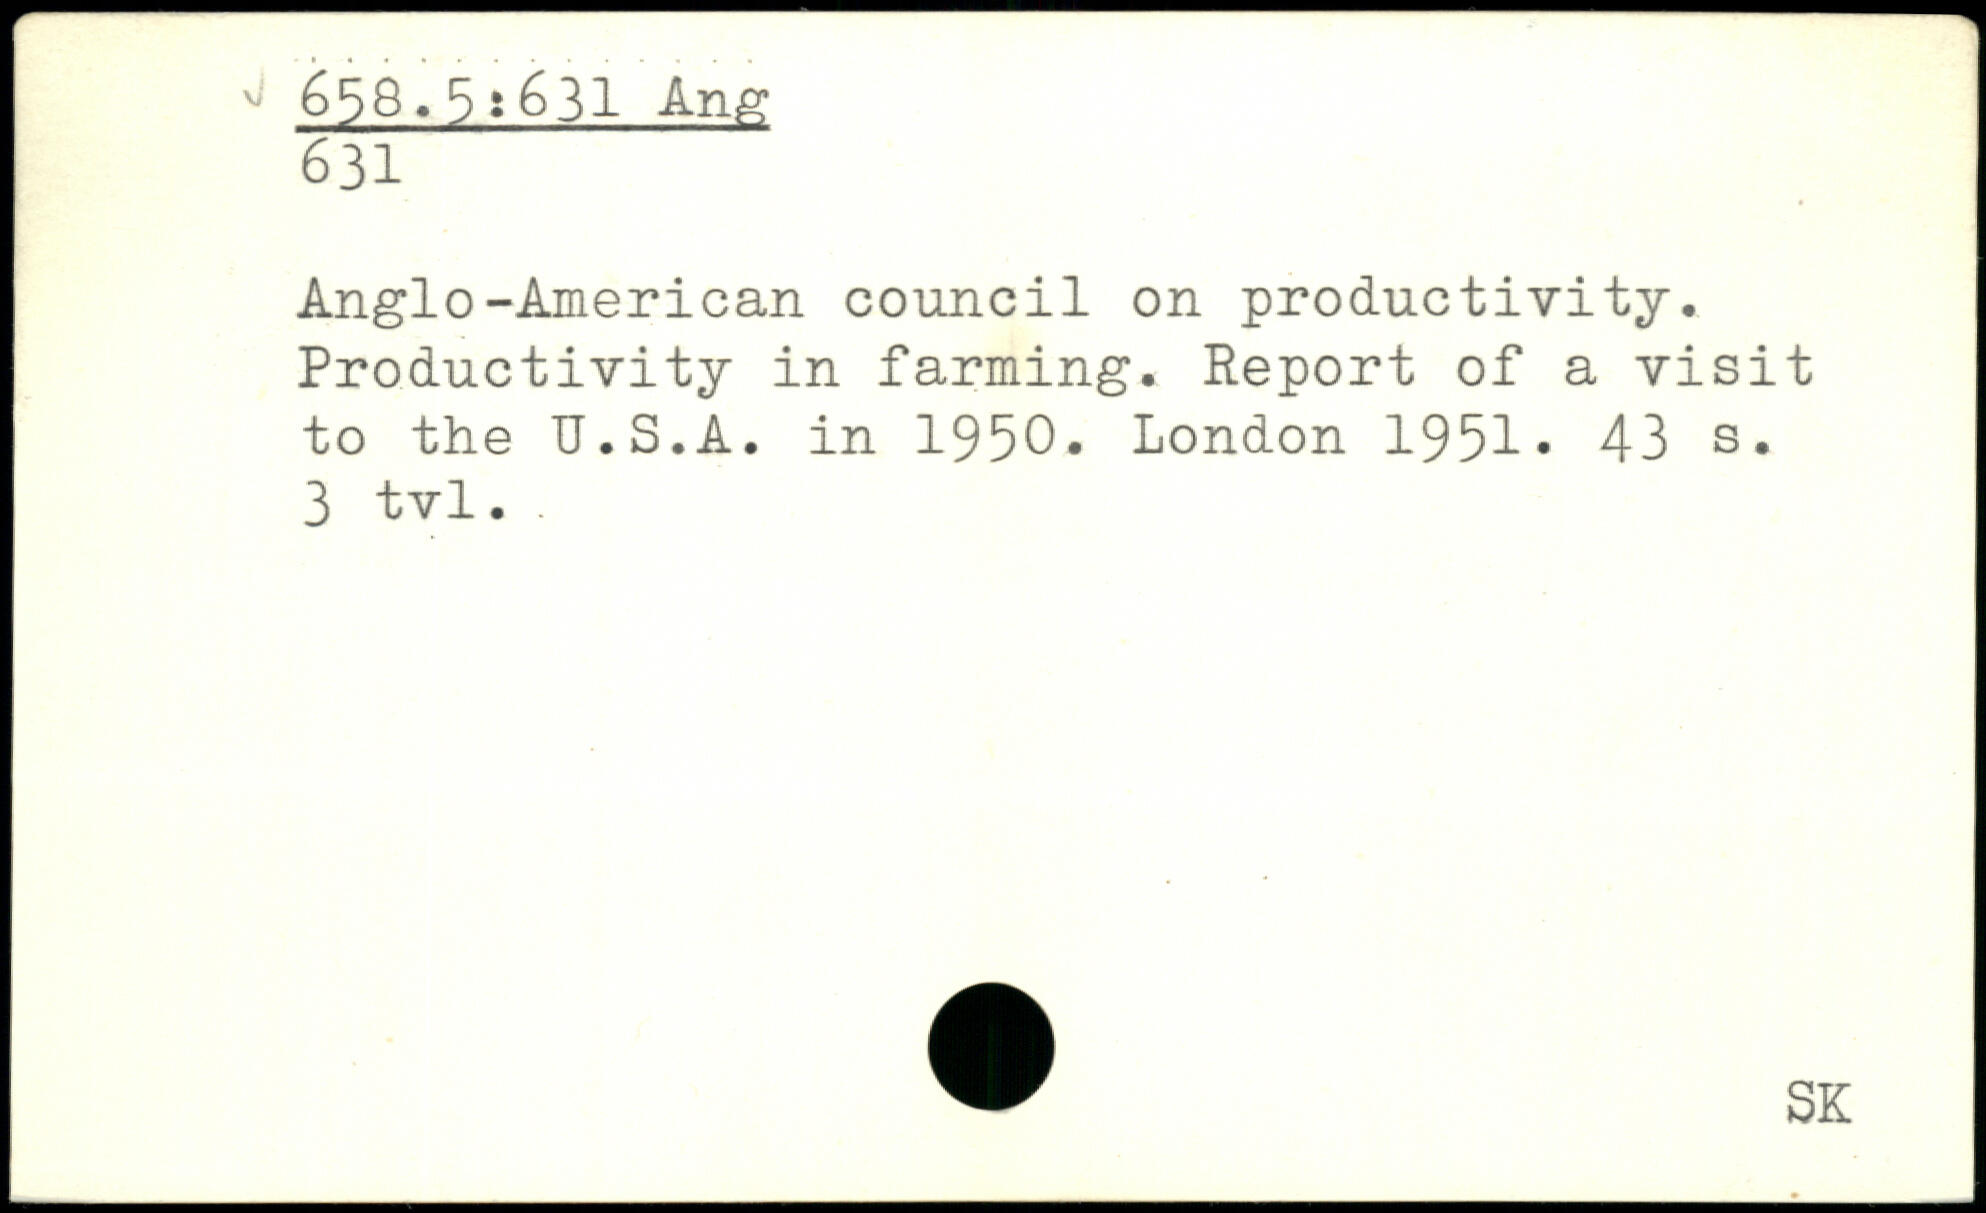 658.5:631 Ang
631
Anglo-American council on productivity.
Productivity in farming. Report of a visit
to the U.S.A. in 1950. London 1951. 43 s.
3 tvl.
SK